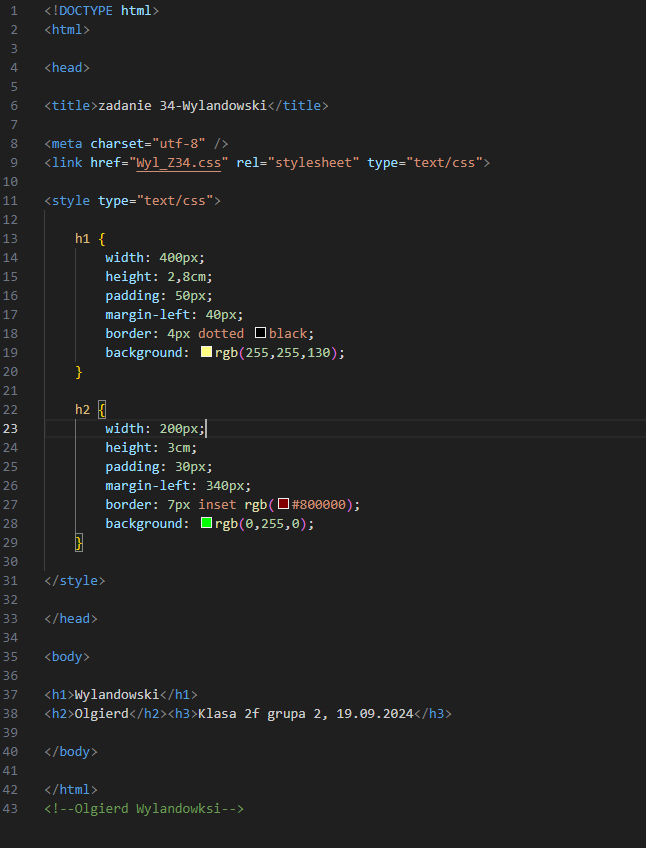 1 <!DOCTYPE html>
2 <html>
3
4 <head>
5
6 <title>zadanie 34-Wylandowski</title>
7
8 <meta charset="utf-8" />
9 <link href="Wyl_Z34.css" rel="stylesheet" type="text/css">
10
11 <style type="text/css">
12
13 h1 {
14 width: 400px;
15 height: 2,8cm;
16 padding: 50px;
17 margin-left: 40px;
18 border: 4px dotted black;
19 background: rgb(255,255,130);
20 }
21
22 h2 {
23 width: 200px;
24 height: 3cm;
25 padding: 30px;
26 margin-left: 340px;
27 border: 7px inset rgb(#800000);
28 background: rgb(0,255,0);
29 }
30
31 </style>
32
33 </head>
34
35 <body>
36
37 <h1>Wylandowski</h1>
38 <h2>Olgierd</h2><h3>Klasa 2f grupa 2, 19.09.2024</h3>
39
40 </body>
41
42 </html>
43 <!--Olgierd Wylandowksi-->